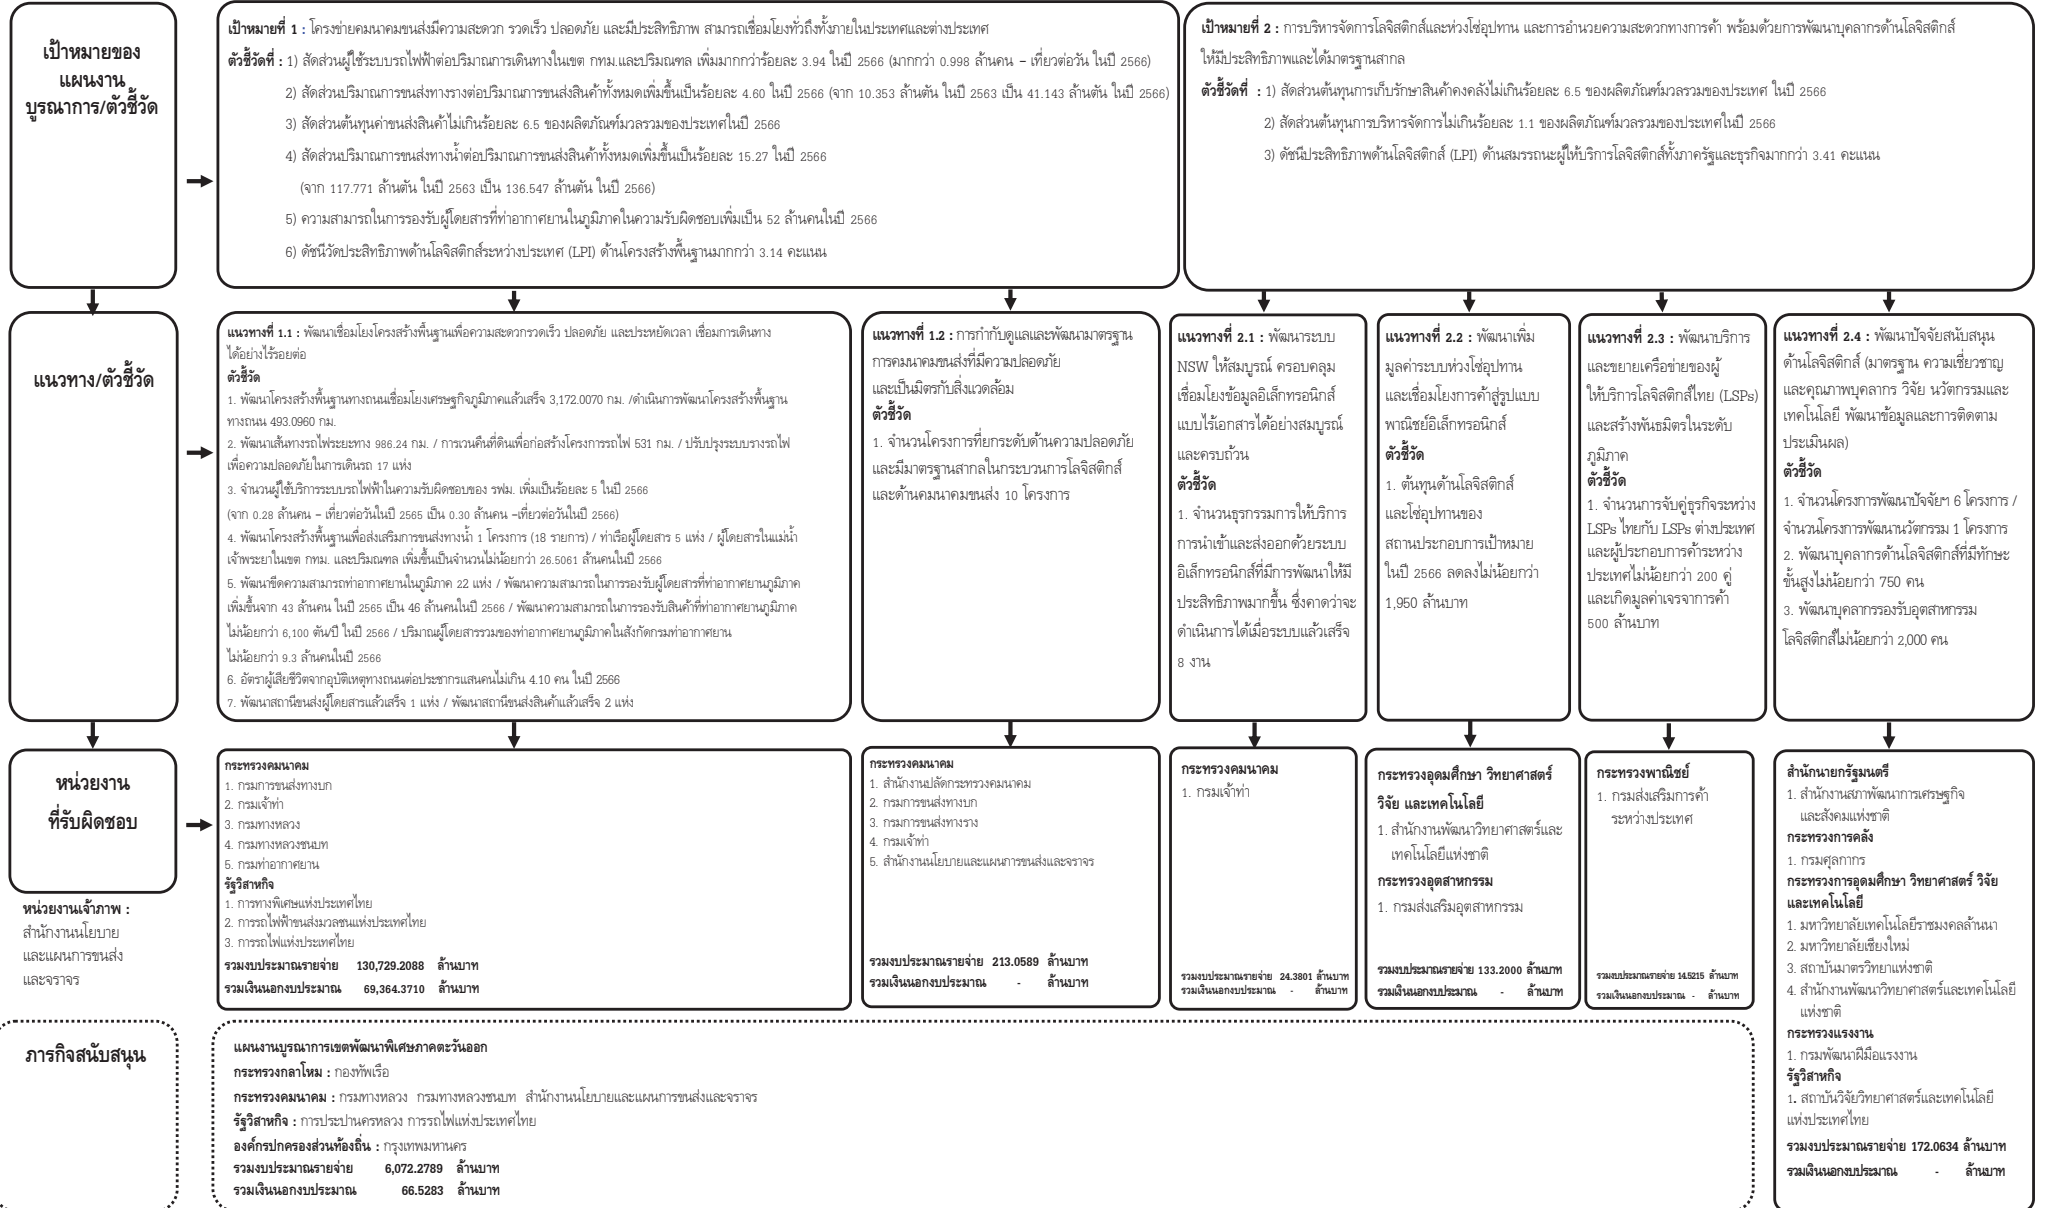 เป้าหมายของ
แผนงาน
บูรณาการ/ตัวชี้วัด
เป้าหมายที่ 1 : โครงข่ายคมนาคมขนส่งมีความสะดวก รวดเร็ว ปลอดภัย และมีประสิทธิภาพ สามารถเชื่อมโยงทั่วถึงทั้งภายในประเทศและต่างประเทศ
ตัวชี้วัดที่ : 1) สัดส่วนผู้ใช้ระบบรถไฟฟ้าต่อปริมาณการเดินทางในเขต กทม.และปริมณฑล เพิ่มมากกว่าร้อยละ 3.94 ในปี 2566 (มากกว่า 0.998 ล้านคน – เที่ยวต่อวัน ในปี 2566)
2) สัดส่วนปริมาณการขนส่งทางรางต่อปริมาณการขนส่งสินค้าทั้งหมดเพิ่มขึ้นเป็นร้อยละ 4.60 ในปี 2566 (จาก 10.353 ล้านตัน ในปี 2563 เป็น 41.143 ล้านตัน ในปี 2566)
3) สัดส่วนต้นทุนค่าขนส่งสินค้าไม่เกินร้อยละ 6.5 ของผลิตภัณฑ์มวลรวมของประเทศในปี 2566
4) สัดส่วนปริมาณการขนส่งทางน้ำต่อปริมาณการขนส่งสินค้าทั้งหมดเพิ่มขึ้นเป็นร้อยละ 15.27 ในปี 2566
(จาก 117.771 ล้านตัน ในปี 2563 เป็น 136.547 ล้านตัน ในปี 2566)
5) ความสามารถในการรองรับผู้โดยสารที่ท่าอากาศยานในภูมิภาคในความรับผิดชอบเพิ่มเป็น 52 ล้านคนในปี 2566
6) ดัชนีวัดประสิทธิภาพด้านโลจิสติกส์ระหว่างประเทศ (LPI) ด้านโครงสร้างพื้นฐานมากกว่า 3.14 คะแนน
เป้าหมายที่ 2 : การบริหารจัดการโลจิสติกส์และห่วงโซ่อุปทาน และการอำนวยความสะดวกทางการค้า พร้อมด้วยการพัฒนาบุคลากรด้านโลจิสติกส์
ให้มีประสิทธิภาพและได้มาตรฐานสากล
ตัวชี้วัดที่ : 1) สัดส่วนต้นทุนการเก็บรักษาสินค้าคงคลังไม่เกินร้อยละ 6.5 ของผลิตภัณฑ์มวลรวมของประเทศ ในปี 2566
2) สัดส่วนต้นทุนการบริหารจัดการไม่เกินร้อยละ 1.1 ของผลิตภัณฑ์มวลรวมของประเทศในปี 2566
3) ดัชนีประสิทธิภาพด้านโลจิสติกส์ (LPI) ด้านสมรรถนะผู้ให้บริการโลจิสติกส์ทั้งภาครัฐและธุรกิจมากกว่า 3.41 คะแนน
แนวทาง/ตัวชี้วัด
แนวทางที่ 1.1 : พัฒนาเชื่อมโยงโครงสร้างพื้นฐานเพื่อความสะดวกรวดเร็ว ปลอดภัย และประหยัดเวลา เชื่อมการเดินทาง
ได้อย่างไร้รอยต่อ
ตัวชี้วัด
1. พัฒนาโครงสร้างพื้นฐานทางถนนเชื่อมโยงเศรษฐกิจภูมิภาคแล้วเสร็จ 3,172.0070 กม. /ดำเนินการพัฒนาโครงสร้างพื้นฐาน
ทางถนน 493.0960 กม.
2. พัฒนาเส้นทางรถไฟระยะทาง 986.24 กม. / การเวนคืนที่ดินเพื่อก่อสร้างโครงการรถไฟ 531 กม. / ปรับปรุงระบบรางรถไฟ
เพื่อความปลอดภัยในการเดินรถ 17 แห่ง
3. จำนวนผู้ใช้บริการระบบรถไฟฟ้าในความรับผิดชอบของ รฟม. เพิ่มเป็นร้อยละ 5 ในปี 2566
(จาก 0.28 ล้านคน – เที่ยวต่อวันในปี 2565 เป็น 0.30 ล้านคน –เที่ยวต่อวันในปี 2566)
4. พัฒนาโครงสร้างพื้นฐานเพื่อส่งเสริมการขนส่งทางน้ำ 1 โครงการ (18 รายการ) / ท่าเรือผู้โดยสาร 5 แห่ง / ผู้โดยสารในแม่น้ำ
เจ้าพระยาในเขต กทม. และปริมณฑล เพิ่มขึ้นเป็นจำนวนไม่น้อยกว่า 26.5061 ล้านคนในปี 2566
5. พัฒนาขีดความสามารถท่าอากาศยานในภูมิภาค 22 แห่ง / พัฒนาความสามารถในการรองรับผู้โดยสารที่ท่าอากาศยานภูมิภาค
เพิ่มขึ้นจาก 43 ล้านคน ในปี 2565 เป็น 46 ล้านคนในปี 2566 / พัฒนาความสามารถในการรองรับสินค้าที่ท่าอากาศยานภูมิภาค
ไม่น้อยกว่า 6,100 ตัน/ปี ในปี 2566 / ปริมาณผู้โดยสารรวมของท่าอากาศยานภูมิภาคในสังกัดกรมท่าอากาศยาน
ไม่น้อยกว่า 9.3 ล้านคนในปี 2566
6. อัตราผู้เสียชีวิตจากอุบัติเหตุทางถนนต่อประชากรแสนคนไม่เกิน 4.10 คน ในปี 2566
7. พัฒนาสถานีขนส่งผู้โดยสารแล้วเสร็จ 1 แห่ง / พัฒนาสถานีขนส่งสินค้าแล้วเสร็จ 2 แห่ง
แนวทางที่ 1.2 : การกำกับดูแลและพัฒนามาตรฐาน
การคมนาคมขนส่งที่มีความปลอดภัย
และเป็นมิตรกับสิ่งแวดล้อม
ตัวชี้วัด
1. จำนวนโครงการที่ยกระดับด้านความปลอดภัย
และมีมาตรฐานสากลในกระบวนการโลจิสติกส์
และด้านคมนาคมขนส่ง 10 โครงการ
แนวทางที่ 2.1 : พัฒนาระบบ
NSW ให้สมบูรณ์ ครอบคลุม
เชื่อมโยงข้อมูลอิเล็กทรอนิกส์
แบบไร้เอกสารได้อย่างสมบูรณ์
และครบถ้วน
ตัวชี้วัด
1. จำนวนธุรกรรมการให้บริการ
การนำเข้าและส่งออกด้วยระบบ
อิเล็กทรอนิกส์ที่มีการพัฒนาให้มี
ประสิทธิภาพมากขึ้น ซึ่งคาดว่าจะ
ดำเนินการได้เมื่อระบบแล้วเสร็จ
8 งาน
แนวทางที่ 2.2 : พัฒนาเพิ่ม
มูลค่าระบบห่วงโซ่อุปทาน
และเชื่อมโยงการค้าสู่รูปแบบ
พาณิชย์อิเล็กทรอนิกส์
ตัวชี้วัด
1. ต้นทุนด้านโลจิสติกส์
และโซ่อุปทานของ
สถานประกอบการเป้าหมาย
ในปี 2566 ลดลงไม่น้อยกว่า
1,950 ล้านบาท
แนวทางที่ 2.3 : พัฒนาบริการ
และขยายเครือข่ายของผู้
ให้บริการโลจิสติกส์ไทย (LSPs)
และสร้างพันธมิตรในระดับ
ภูมิภาค
ตัวชี้วัด
1. จำนวนการจับคู่ธุรกิจระหว่าง
LSPs ไทยกับ LSPs ต่างประเทศ
และผู้ประกอบการค้าระหว่าง
ประเทศไม่น้อยกว่า 200 คู่
และเกิดมูลค่าเจรจาการค้า
500 ล้านบาท
แนวทางที่ 2.4 : พัฒนาปัจจัยสนับสนุน
ด้านโลจิสติกส์ (มาตรฐาน ความเชี่ยวชาญ
และคุณภาพบุคลากร วิจัย นวัตกรรมและ
เทคโนโลยี พัฒนาข้อมูลและการติดตาม
ประเมินผล)
ตัวชี้วัด
1. จำนวนโครงการพัฒนาปัจจัยฯ 6 โครงการ /
จำนวนโครงการพัฒนานวัตกรรม 1 โครงการ
2. พัฒนาบุคลากรด้านโลจิสติกส์ที่มีทักษะ
ขั้นสูงไม่น้อยกว่า 750 คน
3. พัฒนาบุคลากรรองรับอุตสาหกรรม
โลจิสติกส์ไม่น้อยกว่า 2,000 คน
หน่วยงาน
ที่รับผิดชอบ
หน่วยงานเจ้าภาพ :
สำนักงานนโยบาย
และแผนการขนส่ง
และจราจร
กระทรวงคมนาคม
1. กรมการขนส่งทางบก
2. กรมเจ้าท่า
3. กรมทางหลวง
4. กรมทางหลวงชนบท
5. กรมท่าอากาศยาน
รัฐวิสาหกิจ
1. การทางพิเศษแห่งประเทศไทย
2. การรถไฟฟ้าขนส่งมวลชนแห่งประเทศไทย
3. การรถไฟแห่งประเทศไทย
รวมงบประมาณรายจ่าย 130,729.2088 ล้านบาท
รวมเงินนอกงบประมาณ 69,364.3710 ล้านบาท
กระทรวงคมนาคม
1. สำนักงานปลัดกระทรวงคมนาคม
2. กรมการขนส่งทางบก
3. กรมการขนส่งทางราง
4. กรมเจ้าท่า
5. สำนักงานนโยบายและแผนการขนส่งและจราจร
รวมงบประมาณรายจ่าย 213.0589 ล้านบาท
รวมเงินนอกงบประมาณ - ล้านบาท
กระทรวงคมนาคม
1. กรมเจ้าท่า
รวมงบประมาณรายจ่าย 24.3801 ล้านบาท
รวมเงินนอกงบประมาณ - ล้านบาท
กระทรวงอุดมศึกษา วิทยาศาสตร์
วิจัย และเทคโนโลยี
1. สำนักงานพัฒนาวิทยาศาสตร์และ
เทคโนโลยีแห่งชาติ
กระทรวงอุตสาหกรรม
1. กรมส่งเสริมอุตสาหกรรม
รวมงบประมาณรายจ่าย 133.2000 ล้านบาท
รวมเงินนอกงบประมาณ - ล้านบาท
กระทรวงพาณิชย์
1. กรมส่งเสริมการค้า
ระหว่างประเทศ
รวมงบประมาณรายจ่าย 14.5215 ล้านบาท
รวมเงินนอกงบประมาณ - ล้านบาท
สำนักนายกรัฐมนตรี
1. สำนักงานสภาพัฒนาการเศรษฐกิจ
และสังคมแห่งชาติ
กระทรวงการคลัง
1. กรมศุลกากร
กระทรวงการอุดมศึกษา วิทยาศาสตร์ วิจัย
และเทคโนโลยี
1. มหาวิทยาลัยเทคโนโลยีราชมงคลล้านนา
2. มหาวิทยาลัยเชียงใหม่
3. สถาบันมาตรวิทยาแห่งชาติ
4. สำนักงานพัฒนาวิทยาศาสตร์และเทคโนโลยี
แห่งชาติ
กระทรวงแรงงาน
1. กรมพัฒนาฝีมือแรงงาน
รัฐวิสาหกิจ
1. สถาบันวิจัยวิทยาศาสตร์และเทคโนโลยี
แห่งประเทศไทย
รวมงบประมาณรายจ่าย 172.0634 ล้านบาท
รวมเงินนอกงบประมาณ - ล้านบาท
ภารกิจสนับสนุน
แผนงานบูรณาการเขตพัฒนาพิเศษภาคตะวันออก
กระทรวงกลาโหม : กองทัพเรือ
กระทรวงคมนาคม : กรมทางหลวง กรมทางหลวงชนบท สำนักงานนโยบายและแผนการขนส่งและจราจร
รัฐวิสาหกิจ : การประปานครหลวง การรถไฟแห่งประเทศไทย
องค์กรปกครองส่วนท้องถิ่น : กรุงเทพมหานคร
รวมงบประมาณรายจ่าย 6,072.2789 ล้านบาท
รวมเงินนอกงบประมาณ 66.5283 ล้านบาท